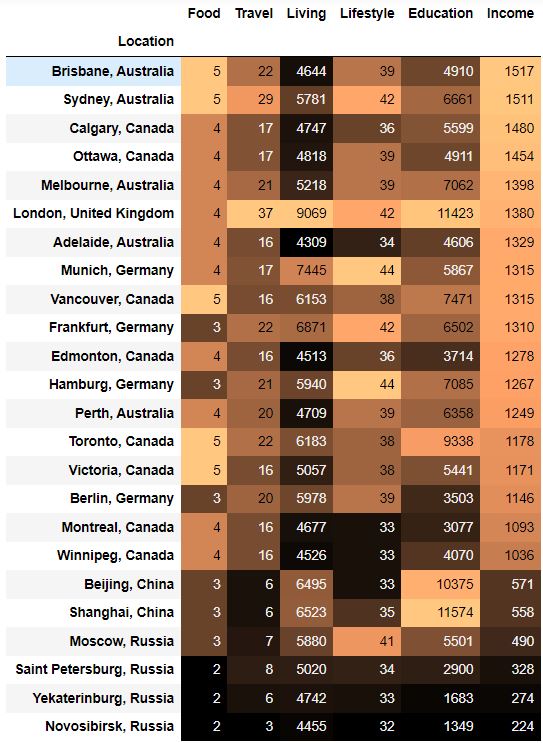 Food Travel Living Lifestyle Education Income
Location
Brisbane, Australia 5 22 4644 39 4910 1517
Sydney, Australia 5 29 5781 42 6661 1511
Calgary, Canada 4 17 4747 36 5599 1480
Ottawa, Canada 4 17 4818 39 4911 1454
Melbourne, Australia 4 21 5218 39 7062 1398
London, United Kingdom 4 37 9069 42 11423 1380
Adelaide, Australia 4 16 4309 34 4606 1329
Munich, Germany 4 17 7445 44 5867 1315
Vancouver, Canada 5 16 6153 38 7471 1315
Frankfurt, Germany 3 22 6871 42 6502 1310
Edmonton, Canada 4 16 4513 36 3714 1278
Hamburg, Germany 3 21 5940 44 7085 1267
Perth, Australia 4 20 4709 39 6358 1249
Toronto, Canada 5 22 6183 38 9338 1178
Victoria, Canada 5 16 5057 38 5441 1171
Berlin, Germany 3 20 5978 39 3503 1146
Montreal, Canada 4 16 4677 33 3077 1093
Winnipeg, Canada 4 16 4526 33 4070 1036
Beijing, China 3 6 6495 33 10375 571
Shanghai, China 3 6 6523 35 11574 558
Moscow, Russia 3 7 5880 41 5501 490
Saint Petersburg, Russia 2 8 5020 34 2900 328
Yekaterinburg, Russia 2 6 4742 33 1683 274
Novosibirsk, Russia 2 3 4455 32 1349 224